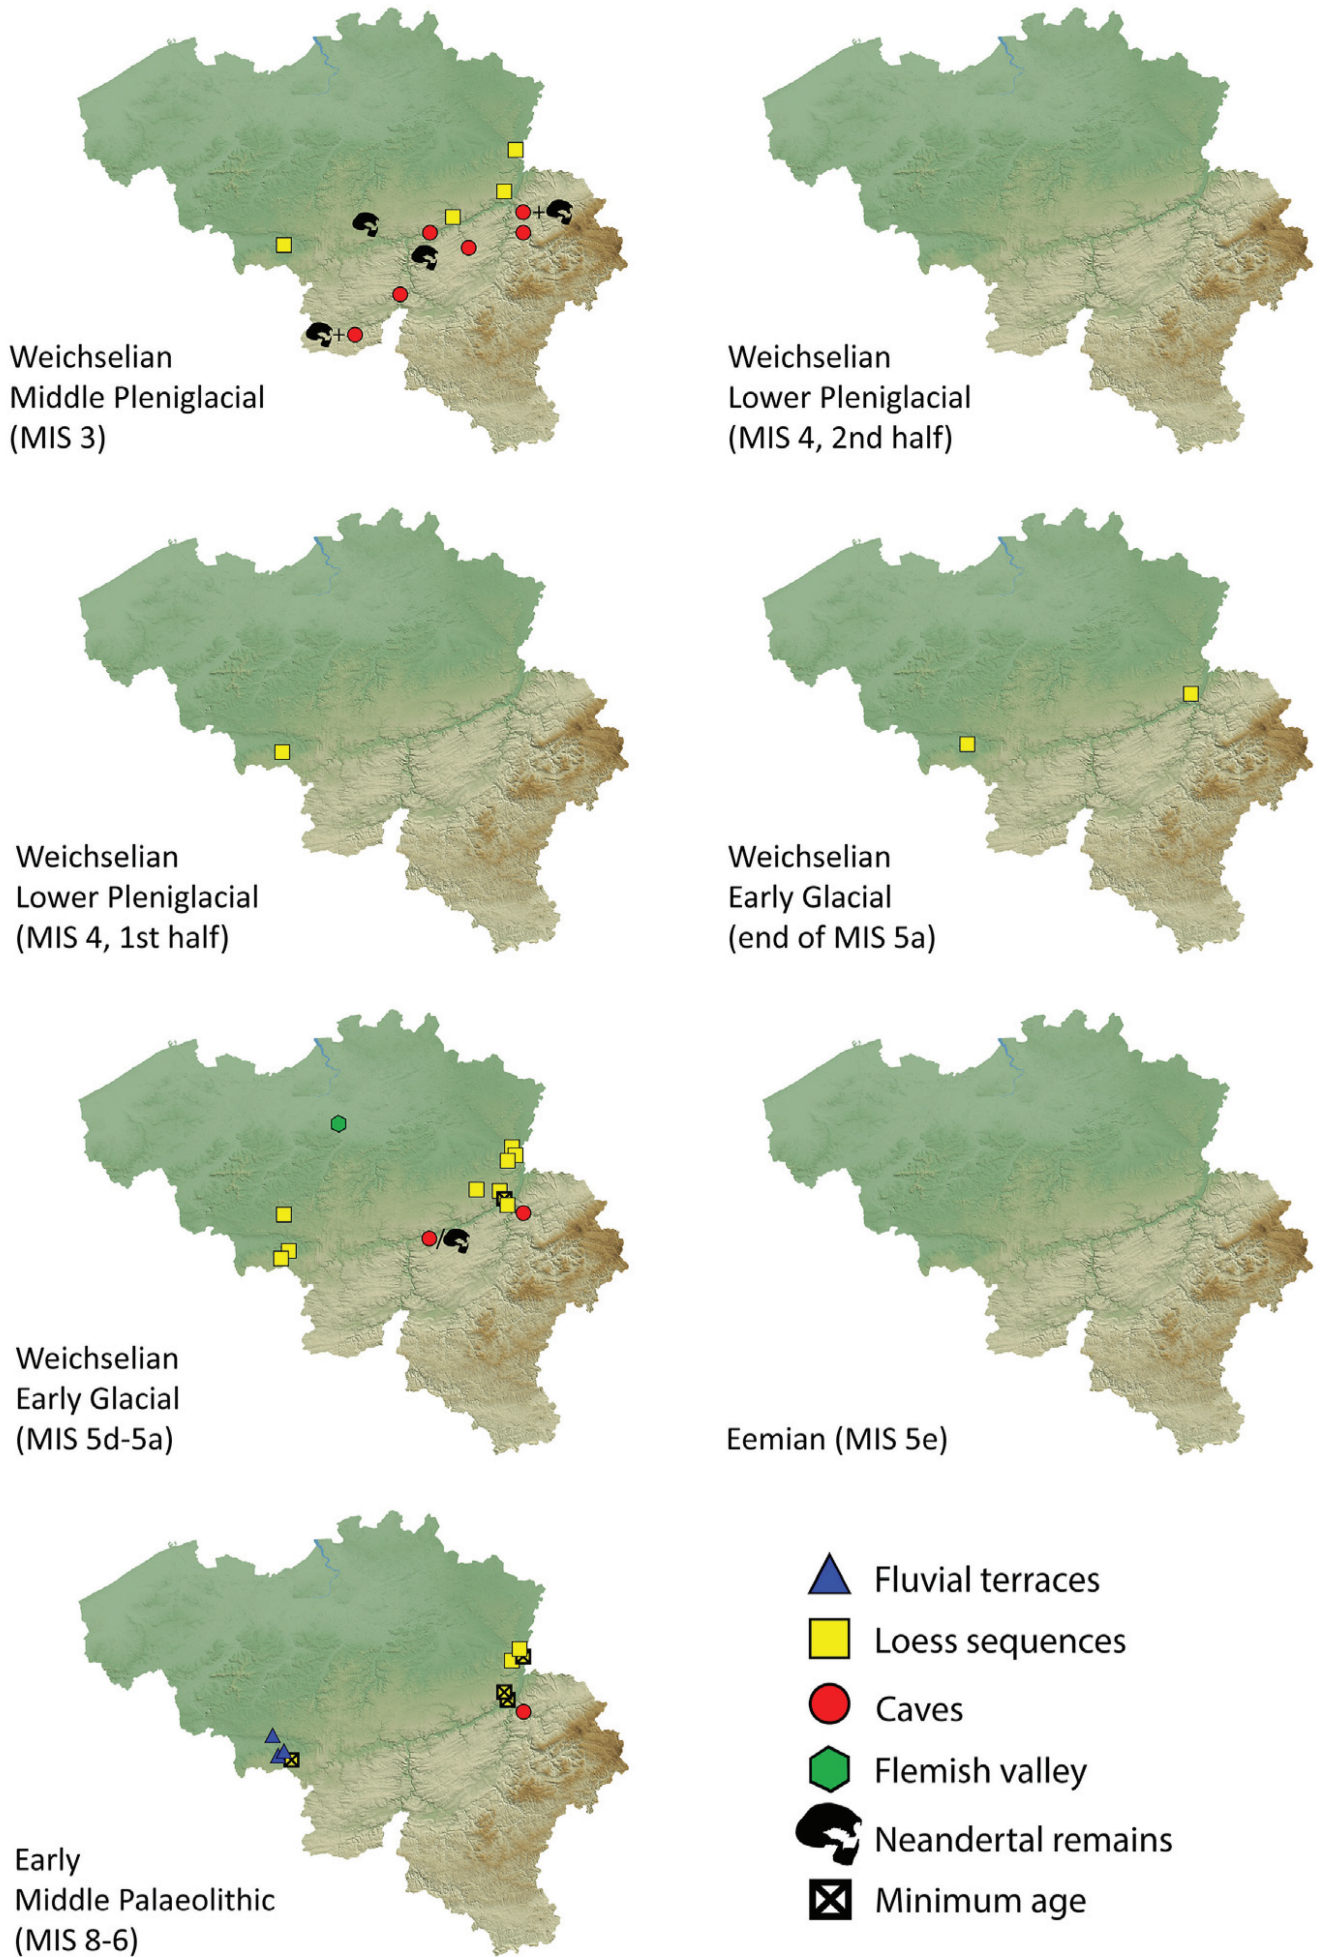 Weichselian
Middle Pleniglacial
(MIS 3)
Weichselian
Lower Pleniglacial
(MIS 4, 2nd half)
Weichselian
Lower Pleniglacial
(MIS 4, 1st half)
Weichselian
Early Glacial
(end of MIS 5a)
Weichselian
Early Glacial
(MIS 5d-5a)
Eemian (MIS 5e)
Early
Middle Palaeolithic
(MIS 8-6)
Fluvial terraces
Loess sequences
Caves
Flemish valley
Neandertal remains
Minimum age